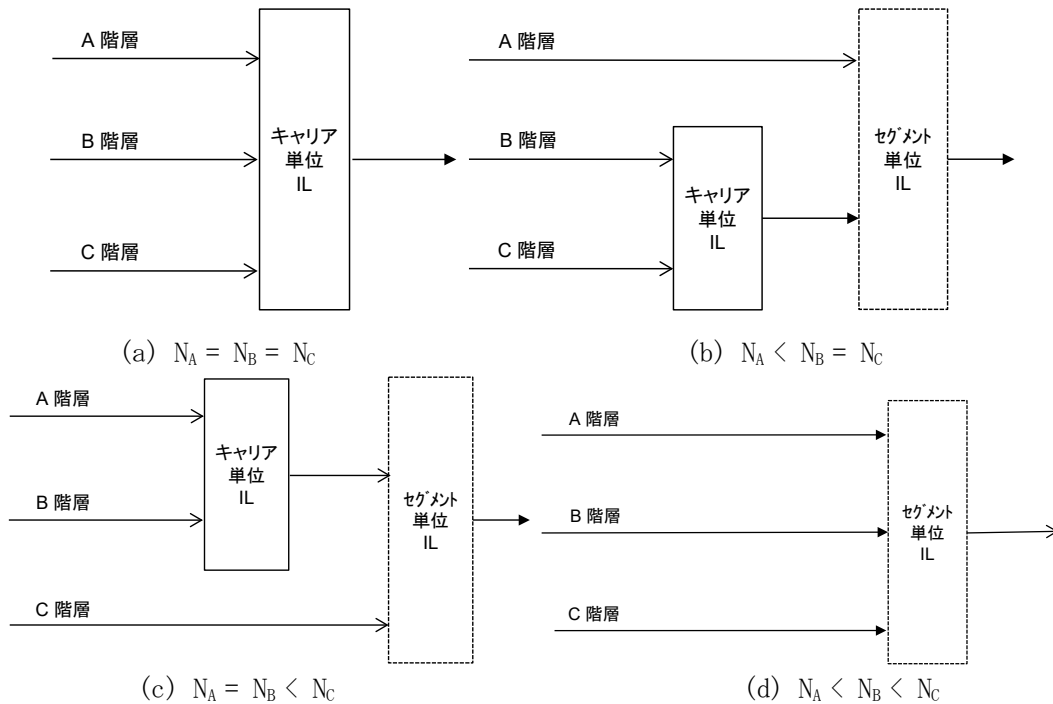 A 階層
B 階層
C 階層
キャリア
単位
IL
(a) N_A = N_B = N_C
A 階層
B 階層
C 階層
キャリア
単位
IL
ｾｸﾞﾒﾝﾄ
単位
IL
(b) N_A < N_B = N_C
A 階層
B 階層
C 階層
キャリア
単位
IL
ｾｸﾞﾒﾝﾄ
単位
IL
(c) N_A = N_B < N_C
A 階層
B 階層
C 階層
ｾｸﾞﾒﾝﾄ
単位
IL
(d) N_A < N_B < N_C